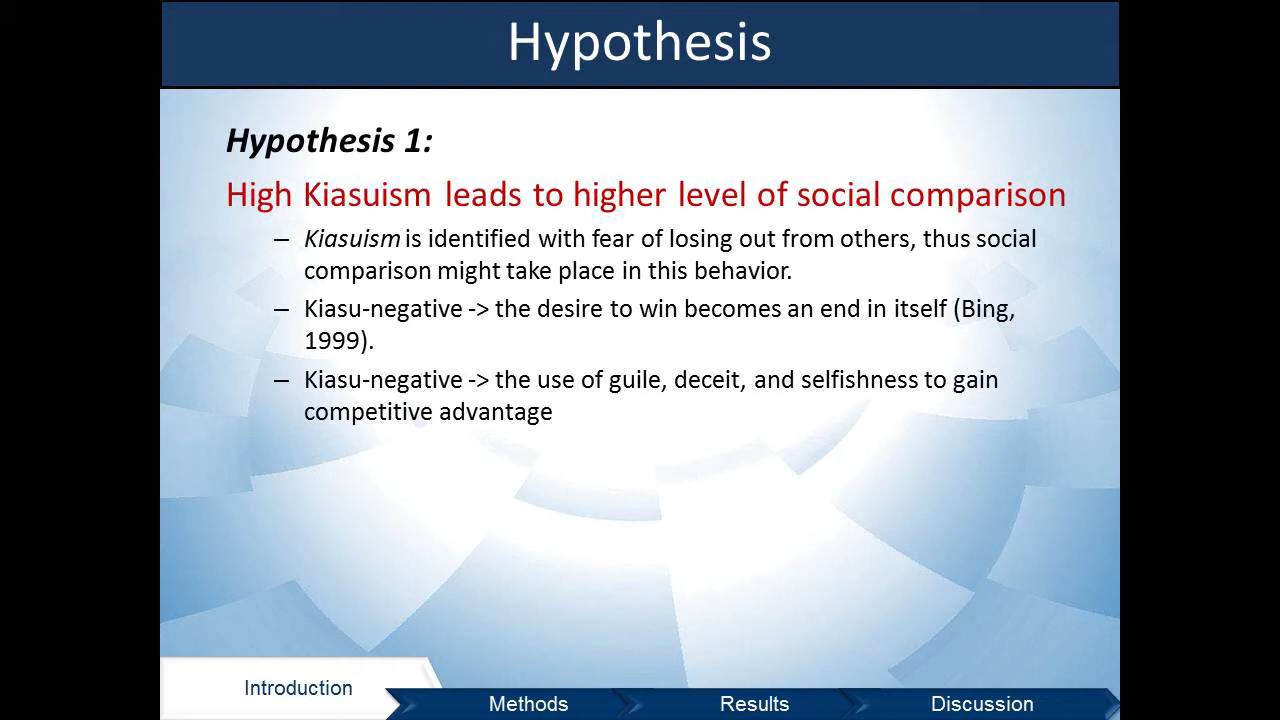 Hypothesis
Hypothesis 1:
High Kiasuism leads to higher level of social comparison
– Kiasuism is identified with fear of losing out from others, thus social
comparison might take place in this behavior.
– Kiasu-negative -> the desire to win becomes an end in itself (Bing,
1999).
– Kiasu-negative -> the use of guile, deceit, and selfishness to gain
competitive advantage
Introduction
Methods
Results
Discussion